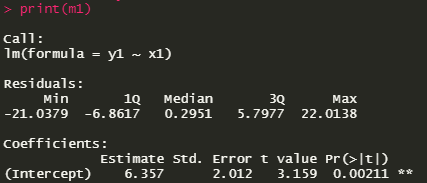 > print(m1)
Call:
lm(formula = y1 ~ x1)
Residuals:
Min 1Q Median 3Q Max
-21.0379 -6.8617 0.2951 5.7977 22.0138
Coefficients:
Estimate Std. Error t value Pr(>|t|)
(Intercept) 6.357 2.012 3.159 0.00211 **